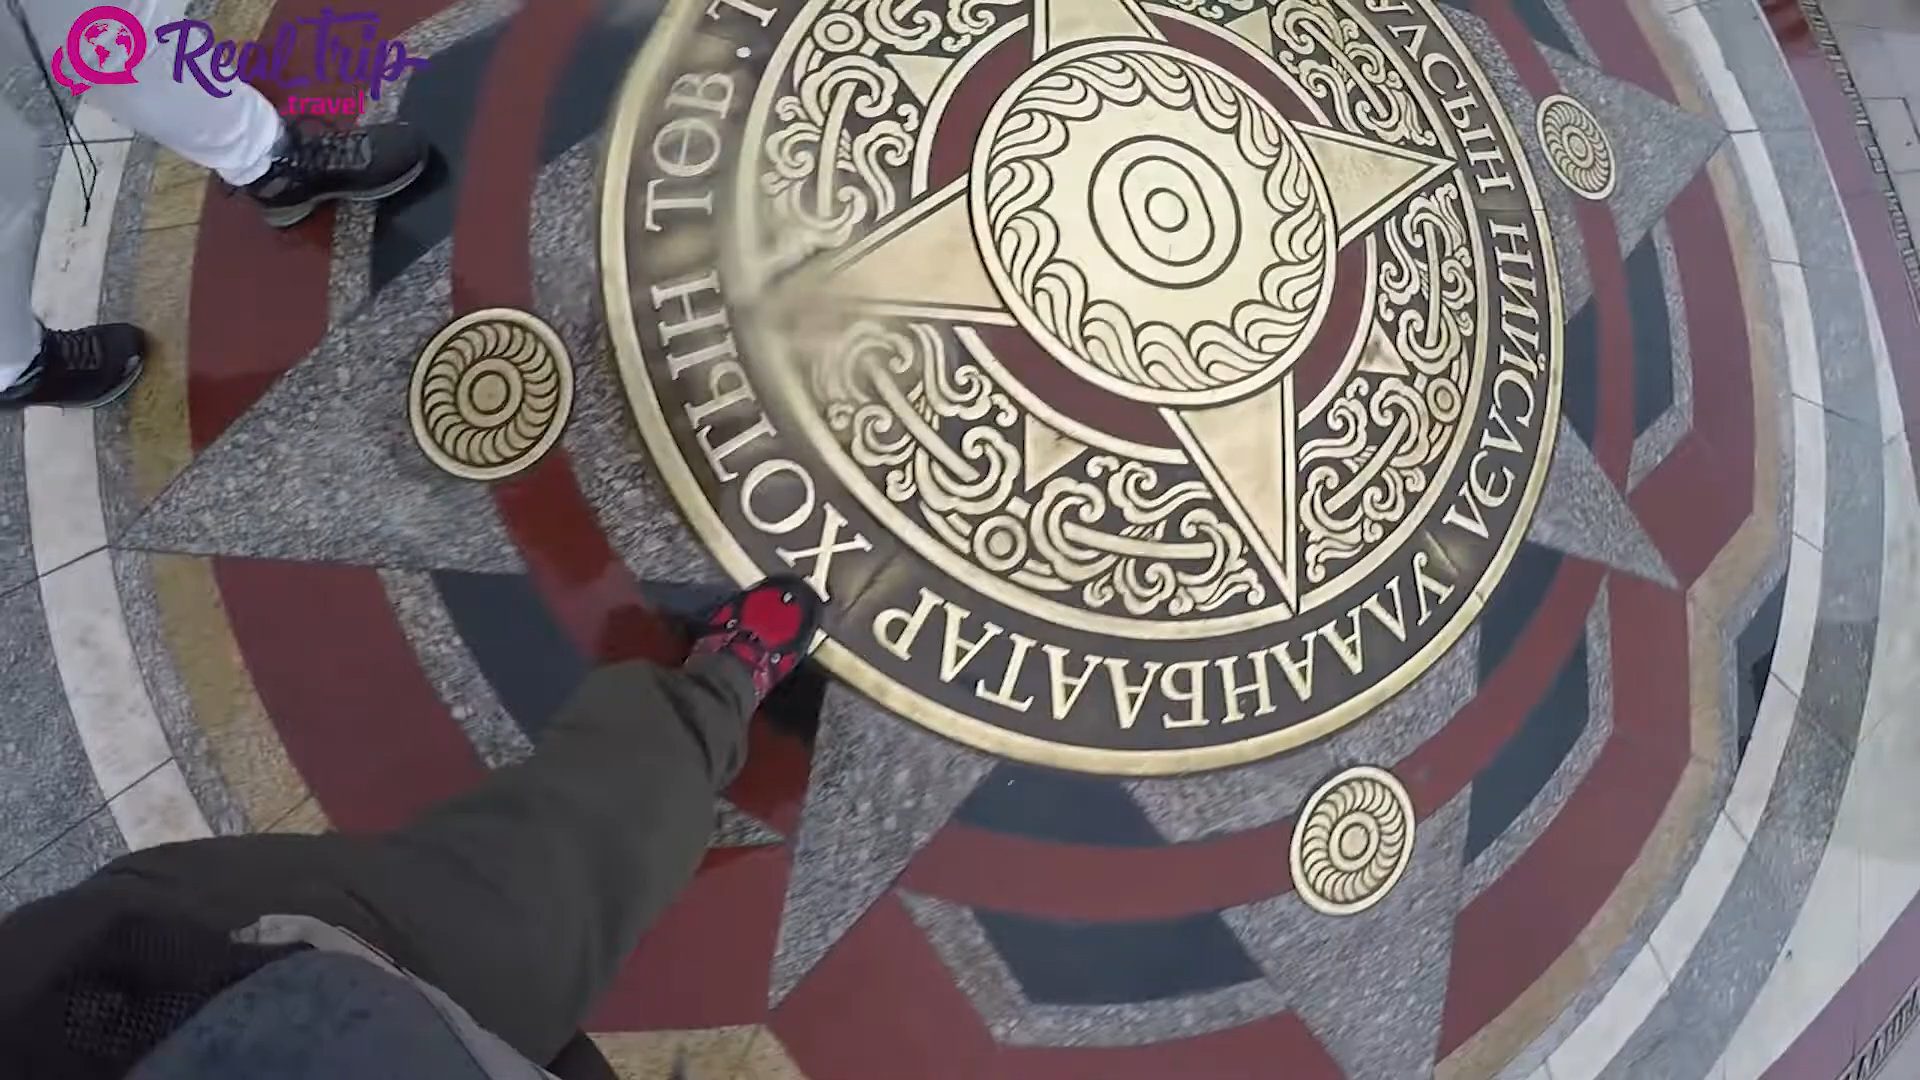 Real Trip
.travel
УЛААНБААТАР ХОТЫН ТӨВ. Т
УЛСЫН НИЙСЛЭЛ